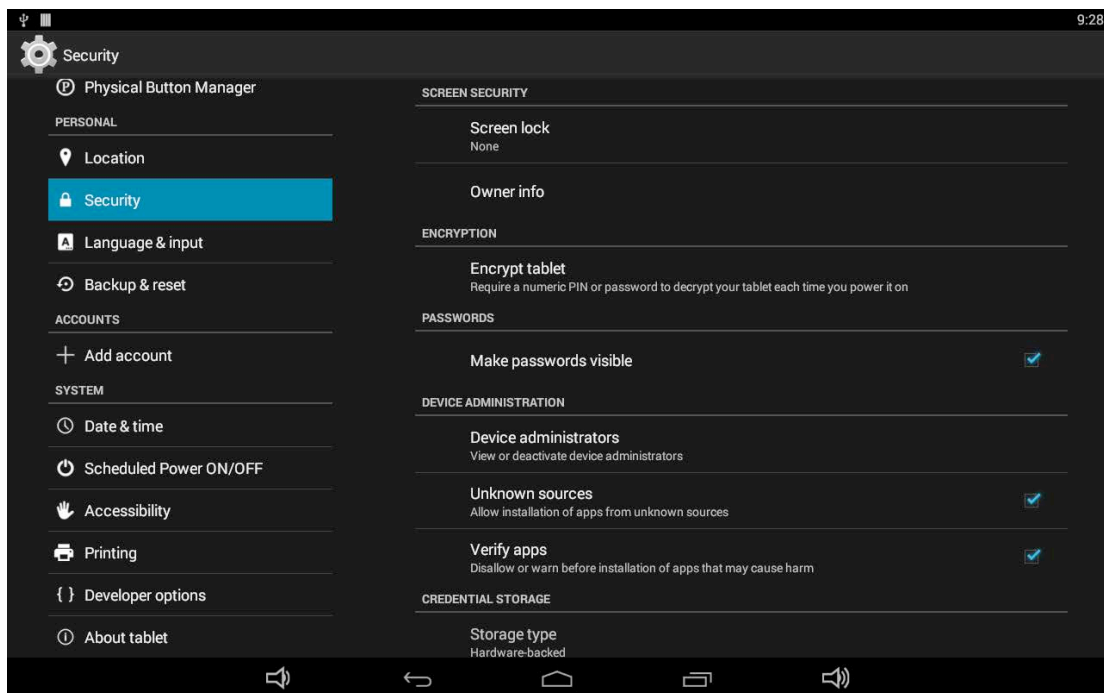 9:28
Security
Physical Button Manager
PERSONAL
Location
Security
Language & input
Backup & reset
ACCOUNTS
Add account
SYSTEM
Date & time
Scheduled Power ON/OFF
Accessibility
Printing
Developer options
About tablet
SCREEN SECURITY
Screen lock
None
Owner info
ENCRYPTION
Encrypt tablet
Require a numeric PIN or password to decrypt your tablet each time you power it on
PASSWORDS
Make passwords visible
DEVICE ADMINISTRATION
Device administrators
View or deactivate device administrators
Unknown sources
Allow installation of apps from unknown sources
Verify apps
Disallow or warn before installation of apps that may cause harm
CREDENTIAL STORAGE
Storage type
Hardware-backed